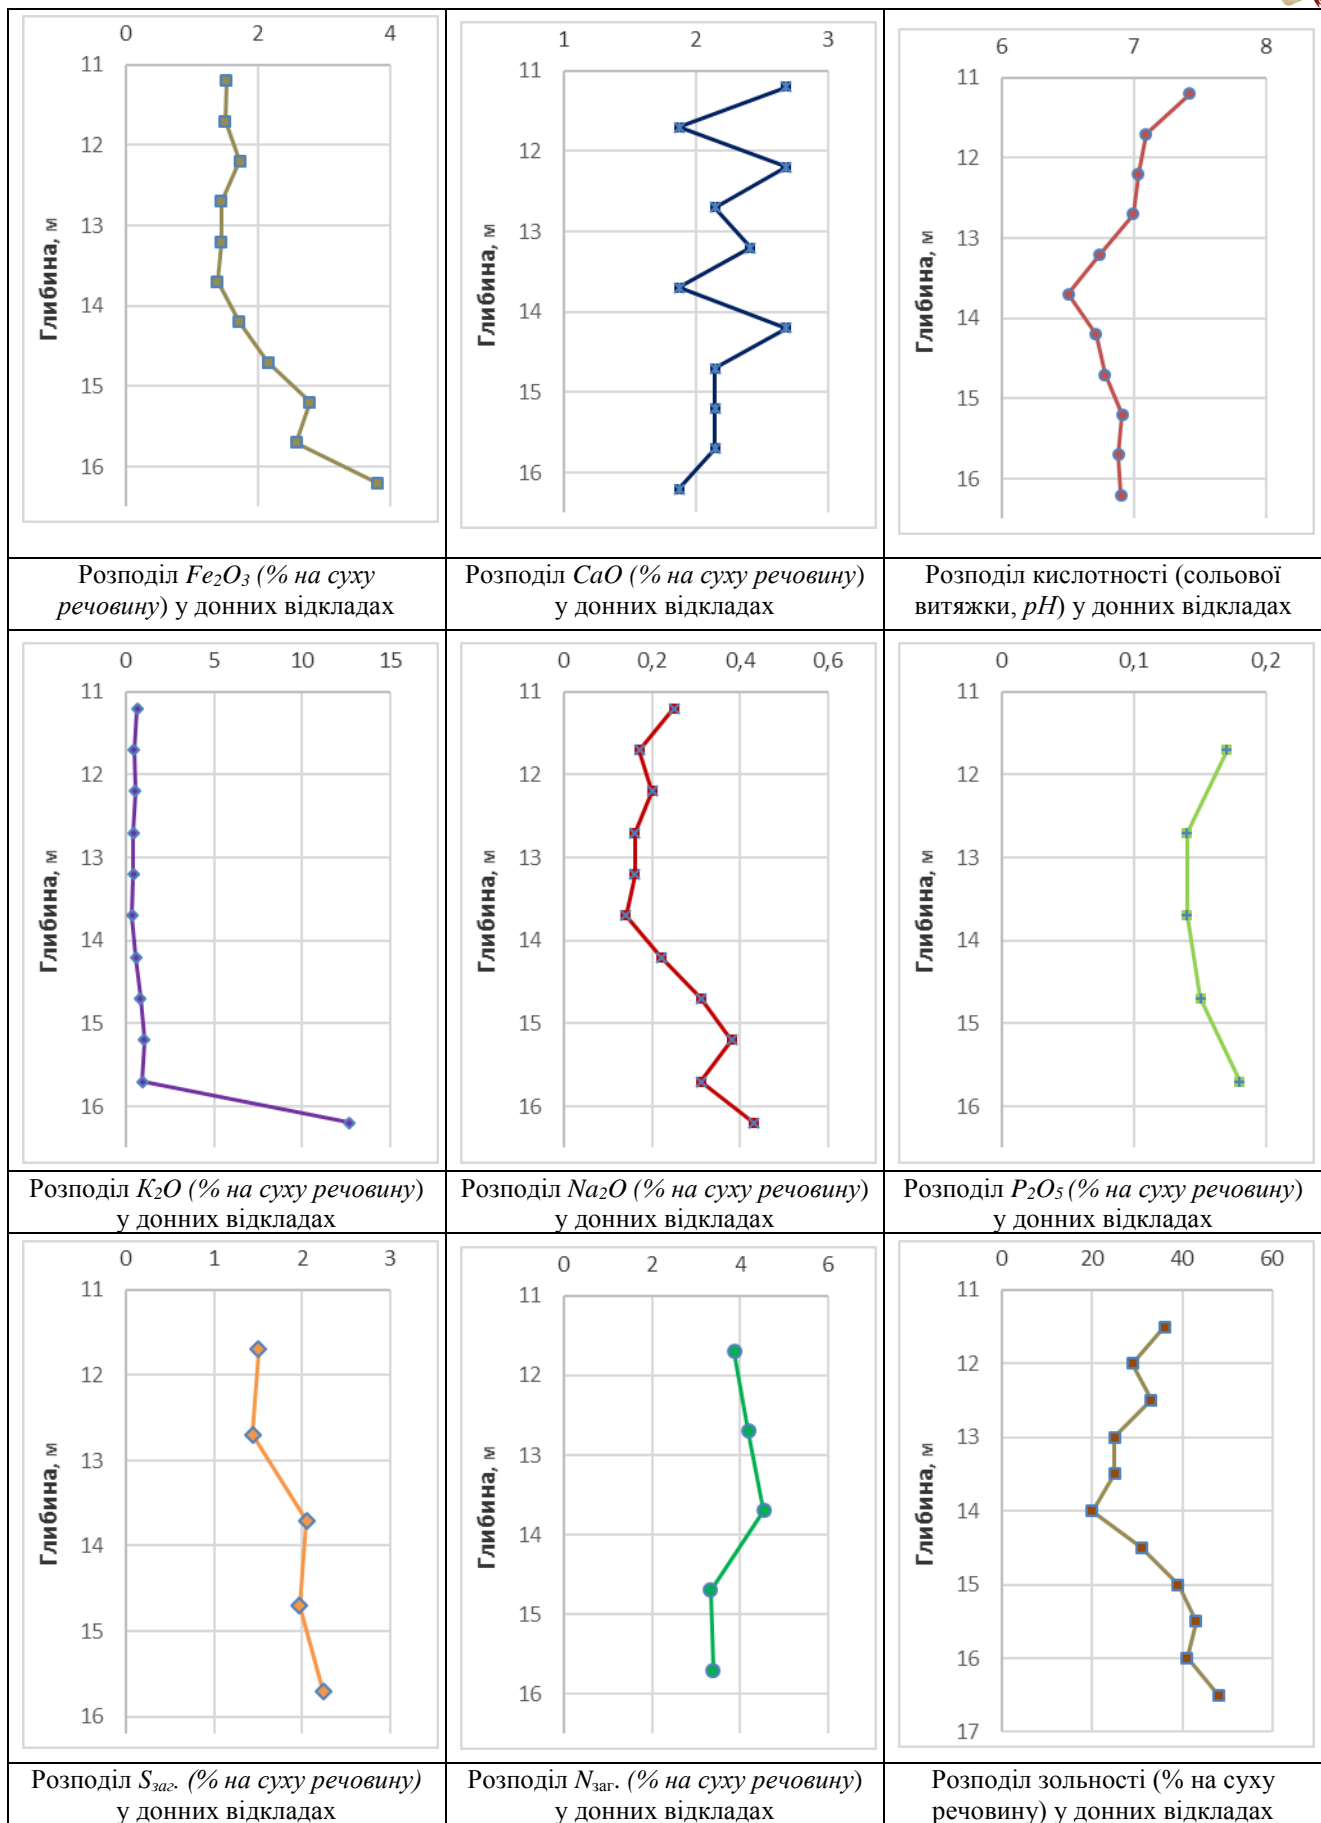 0 2 4
11
12
13
14
15
16
Глибина, м
1 2 3
11
12
13
14
15
16
Глибина, м
6 7 8
11
12
13
14
15
16
Глибина, м
Розподіл Fe₂O₃ (% на суху
речовину) у донних відкладах
Розподіл CaO (% на суху речовину)
у донних відкладах
Розподіл кислотності (сольової
витяжки, pH) у донних відкладах
0 5 10 15
11
12
13
14
15
16
Глибина, м
0 0,2 0,4 0,6
11
12
13
14
15
16
Глибина, м
0 0,1 0,2
11
12
13
14
15
16
Глибина, м
Розподіл K₂O (% на суху речовину)
у донних відкладах
Розподіл Na₂O (% на суху речовину)
у донних відкладах
Розподіл P₂O₅ (% на суху речовину)
у донних відкладах
0 1 2 3
11
12
13
14
15
16
Глибина, м
0 2 4 6
11
12
13
14
15
16
Глибина, м
0 20 40 60
11
12
13
14
15
16
17
Глибина, м
Розподіл Sзаг. (% на суху речовину)
у донних відкладах
Розподіл Nзаг. (% на суху речовину)
у донних відкладах
Розподіл зольності (% на суху
речовину) у донних відкладах